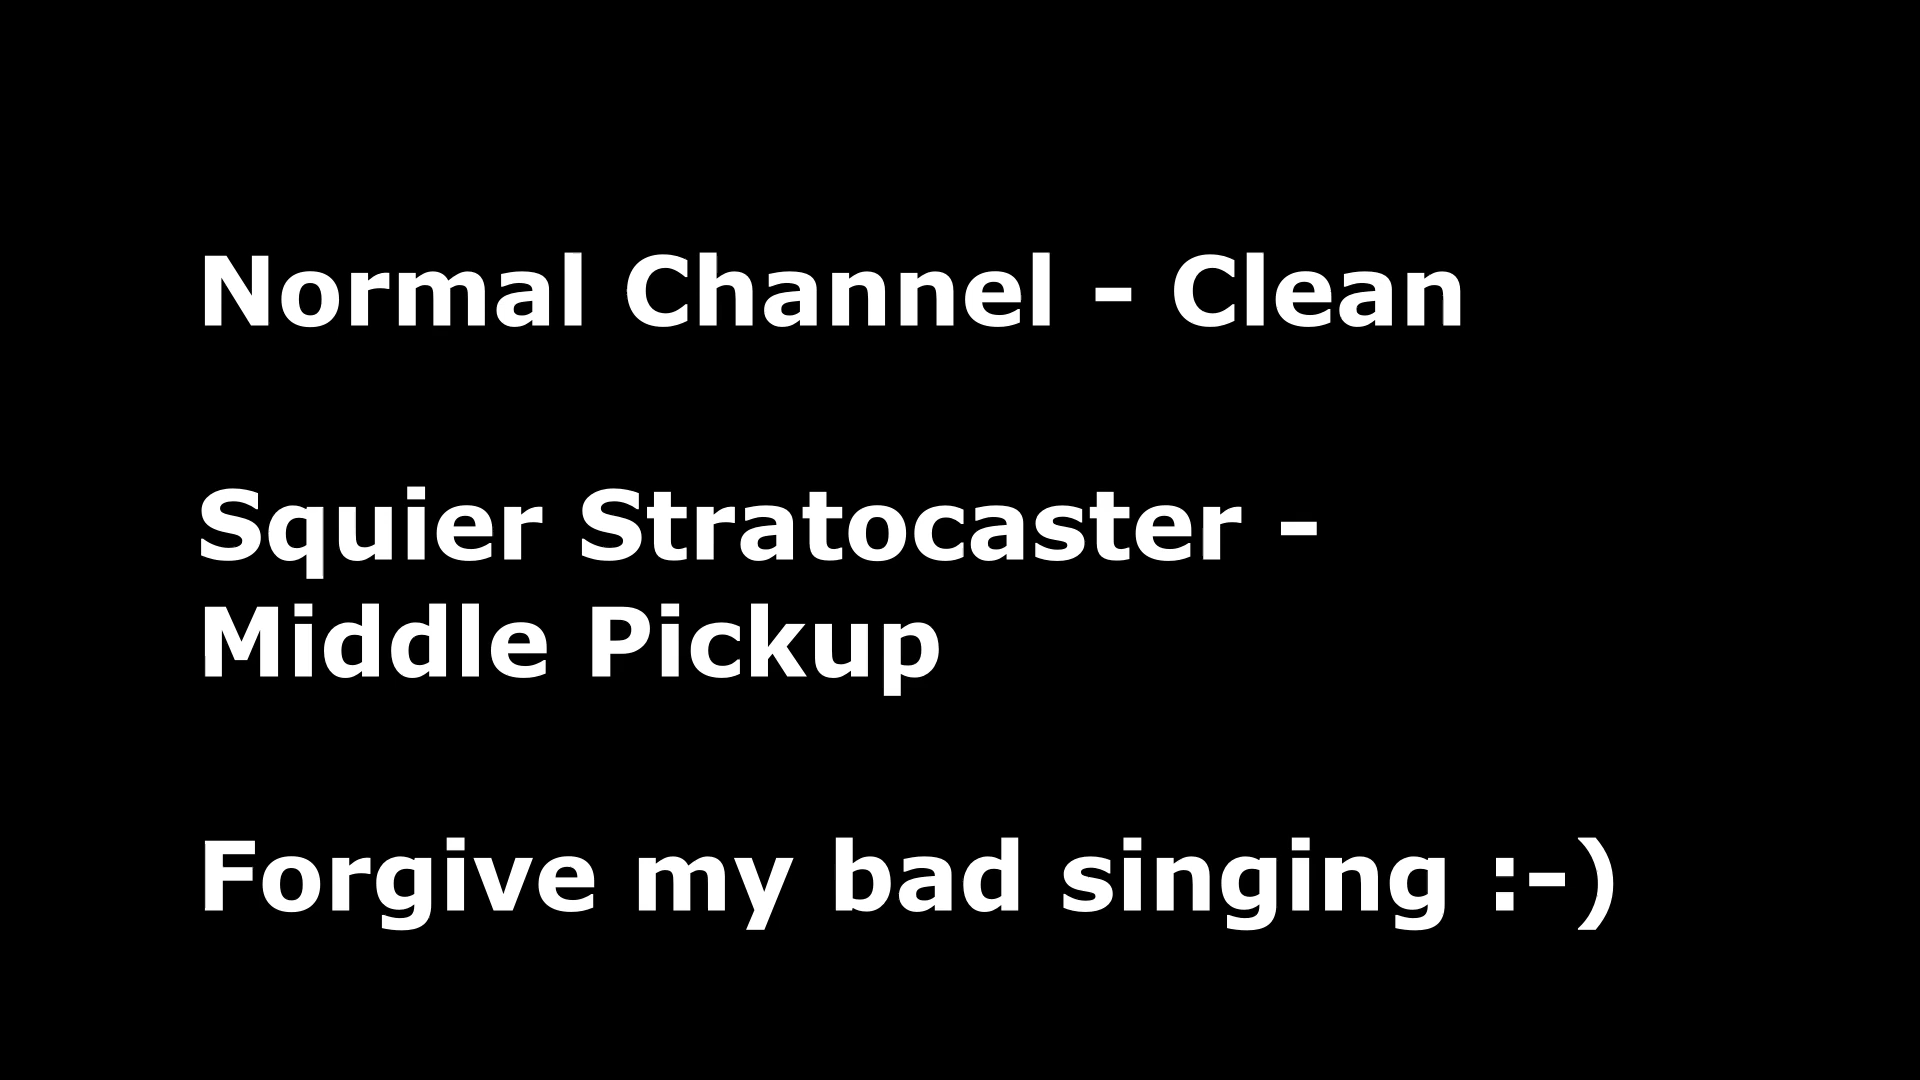 Normal Channel - Clean
Squier Stratocaster -
Middle Pickup
Forgive my bad singing :-)